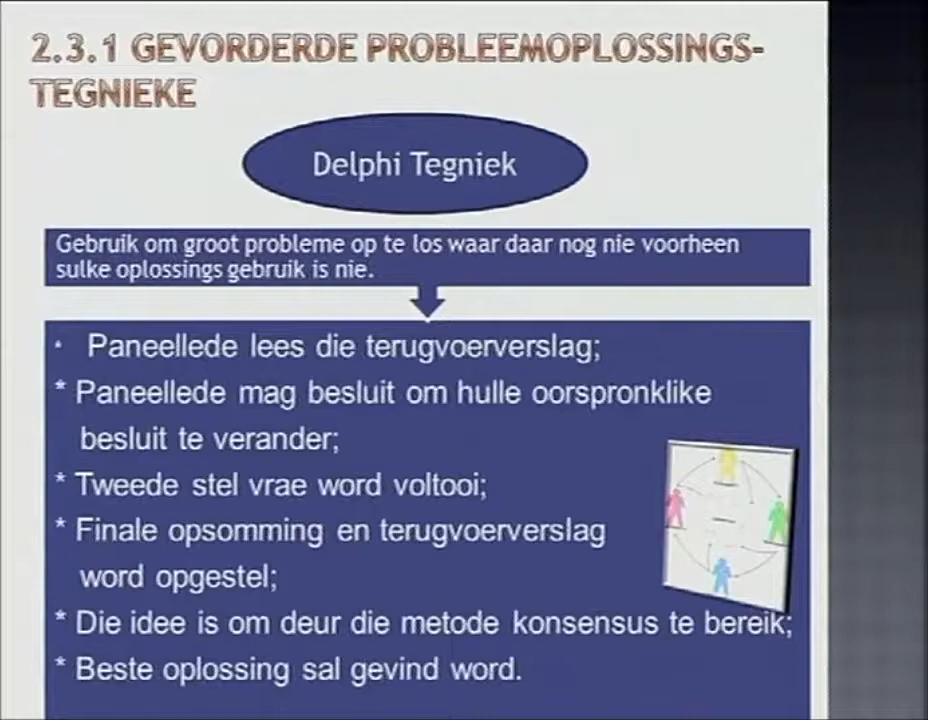 2.3.1 GEVORDERDE PROBLEEMOPLOSSINGS-
TEGNIEKE
Delphi Tegniek
Gebruik om groot probleme op te los waar daar nog nie voorheen
sulke oplossings gebruik is nie.
* Paneellede lees die terugvoerverslag;
* Paneellede mag besluit om hulle oorspronklike
besluit te verander;
* Tweede stel vrae word voltooi;
* Finale opsomming en terugvoerverslag
word opgestel;
* Die idee is om deur die metode konsensus te bereik;
* Beste oplossing sal gevind word.